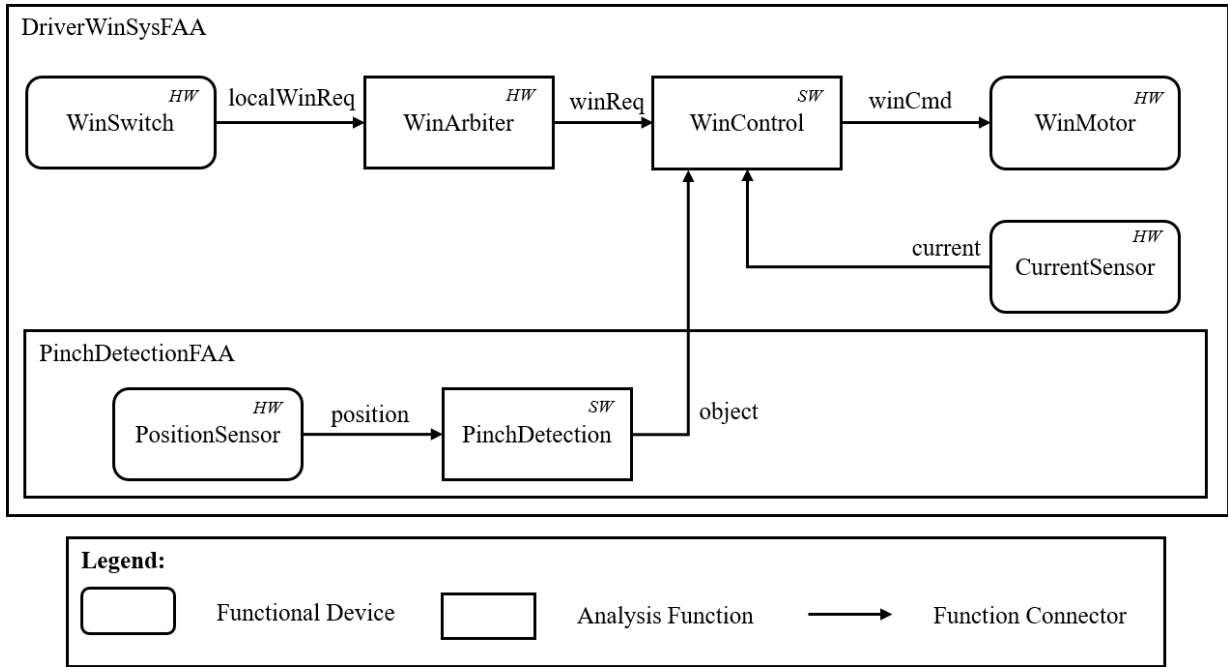 DriverWinSysFAA
HW
WinSwitch
localWinReq
HW
WinArbiter
winReq
SW
WinControl
winCmd
HW
WinMotor
current
HW
CurrentSensor
PinchDetectionFAA
HW
PositionSensor
position
SW
PinchDetection
object
Legend:
Functional Device
Analysis Function
Function Connector